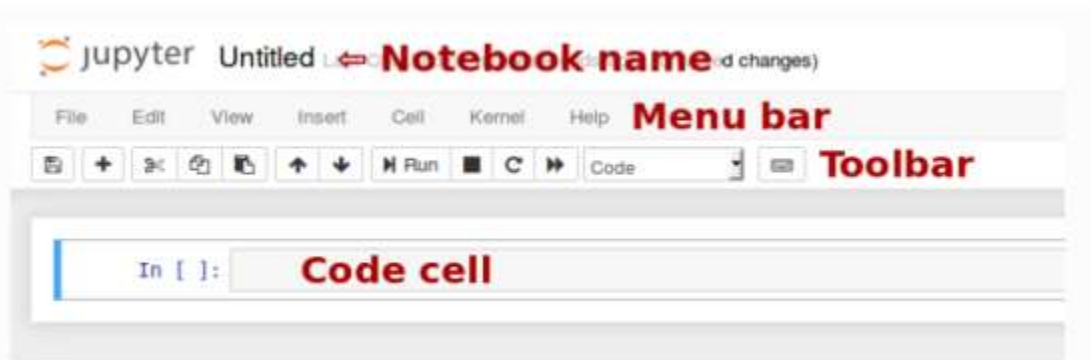 jupyter Untitled ⇦ Notebook name d changes)
File Edit View Insert Cell Kernel Help Menu bar
Run Code Toolbar
In [ ]: Code cell